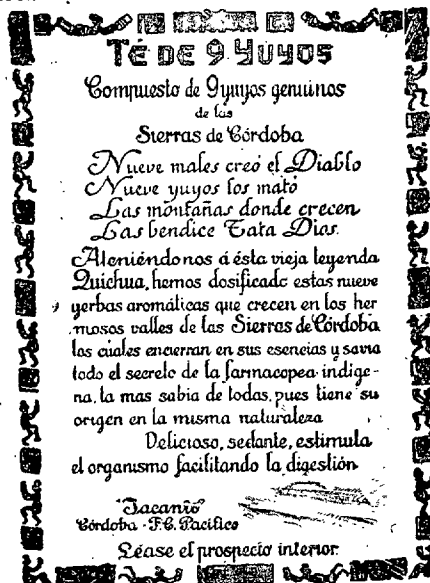 TÉ DE 9 YUYOS
Compuesto de 9 yuyos genuinos
de las
Sierras de Córdoba
Nueve males creó el Diablo
Nueve yuyos los mató
Las montañas donde crecen
Las bendice Tata Dios.
Ateniéndonos á ésta vieja leyenda
Quichua, hemos dosificado estas nueve
yerbas aromáticas que crecen en los her
mosos valles de las Sierras de Córdoba
los cuales encierran en sus esencias y savia
todo el secreto de la farmacopea indige-
na, la mas sabia de todas, pues tiene su
origen en la misma naturaleza
Delicioso, sedante, estimula
el organismo facilitando la digestión
"Tacanio"
Córdoba - F.C. Pacífico
Léase el prospecto interior.